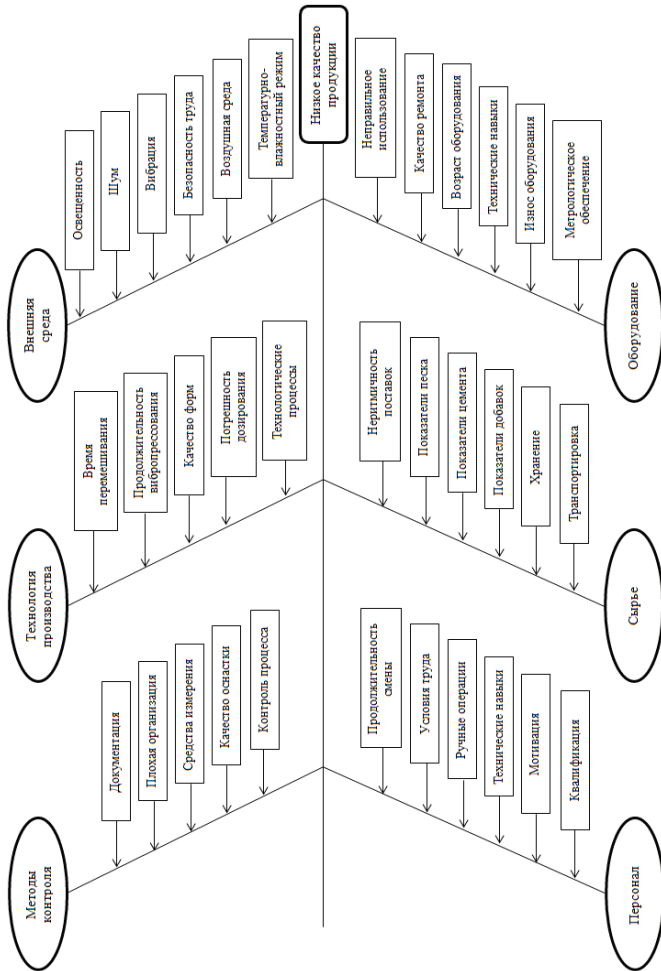 Методы
контроля
Технология
производства
Внешняя
среда
Документация
Плохая организация
Средства измерения
Качество оснастки
Контроль процесса
Время
перемешивания
Продолжительность
вибропрессования
Качество форм
Погрешность
дозирования
Технологические
процессы
Освещенность
Шум
Вибрация
Безопасность труда
Воздушная среда
Температурно-
влажностный режим
Низкое качество
продукции
Продолжительность
смены
Условия труда
Ручные операции
Технические навыки
Мотивация
Квалификация
Неритмичность
поставок
Показатели песка
Показатели цемента
Показатели добавок
Хранение
Транспортировка
Неправильное
использование
Качество ремонта
Возраст оборудования
Технические навыки
Износ оборудования
Метрологическое
обеспечение
Персонал
Сырье
Оборудование